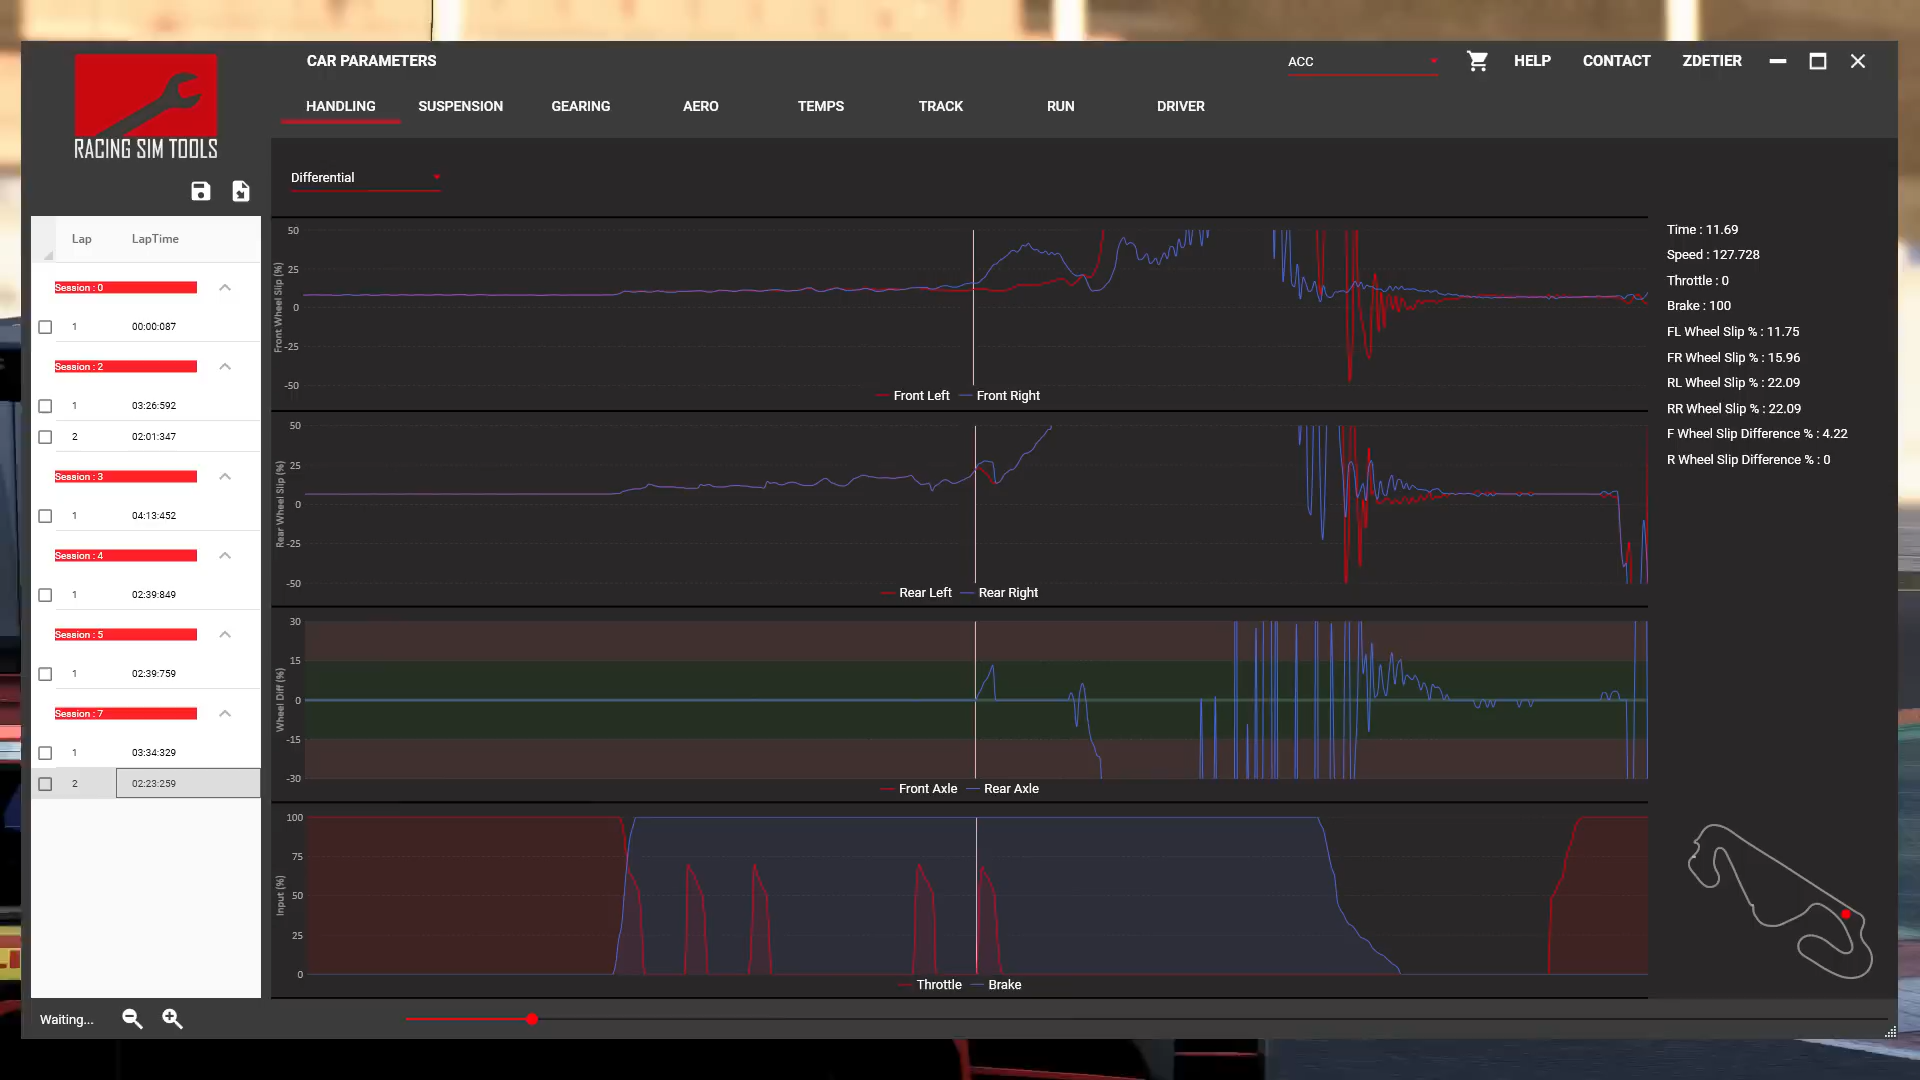 CAR PARAMETERS
ACC
HELP
CONTACT
ZDETIER
RACING SIM TOOLS
HANDLING
SUSPENSION
GEARING
AERO
TEMPS
TRACK
RUN
DRIVER
Differential
Lap LapTime
Session : 0
1 00:00:087
Session : 2
1 03:26:592
2 02:01:347
Session : 3
1 04:13:452
Session : 4
1 02:39:849
Session : 5
1 02:39:759
Session : 7
1 03:34:329
2 02:23:259
Front Wheel Slip (%)
50
25
0
-25
-50
Front Left Front Right
Rear Wheel Slip (%)
50
25
0
-25
-50
Rear Left Rear Right
Wheel Diff (%)
30
15
0
-15
-30
Front Axle Rear Axle
Input (%)
100
75
50
25
0
Throttle Brake
Time : 11.69
Speed : 127.728
Throttle : 0
Brake : 100
FL Wheel Slip % : 11.75
FR Wheel Slip % : 15.96
RL Wheel Slip % : 22.09
RR Wheel Slip % : 22.09
F Wheel Slip Difference % : 4.22
R Wheel Slip Difference % : 0
Waiting...